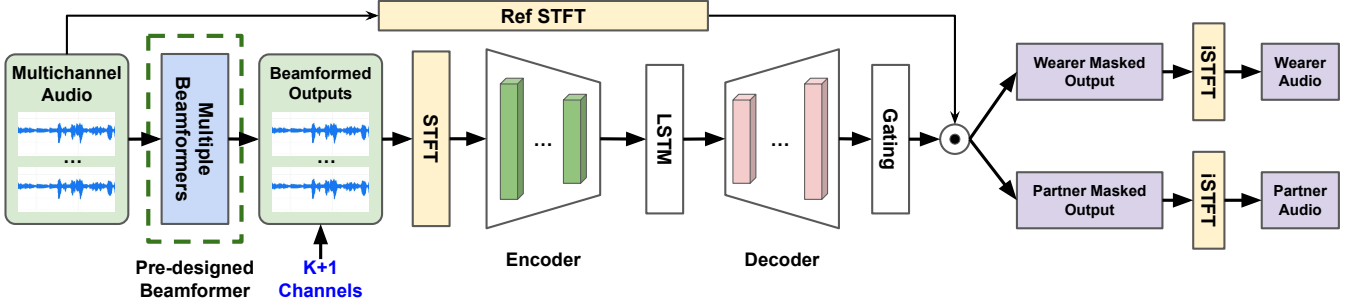 Ref STFT
Multichannel
Audio
...
Multiple
Beamformers
Pre-designed
Beamformer
Beamformed
Outputs
...
K+1
Channels
STFT
...
Encoder
LSTM
...
Decoder
Gating
Wearer Masked
Output
iSTFT
Wearer
Audio
Partner Masked
Output
iSTFT
Partner
Audio